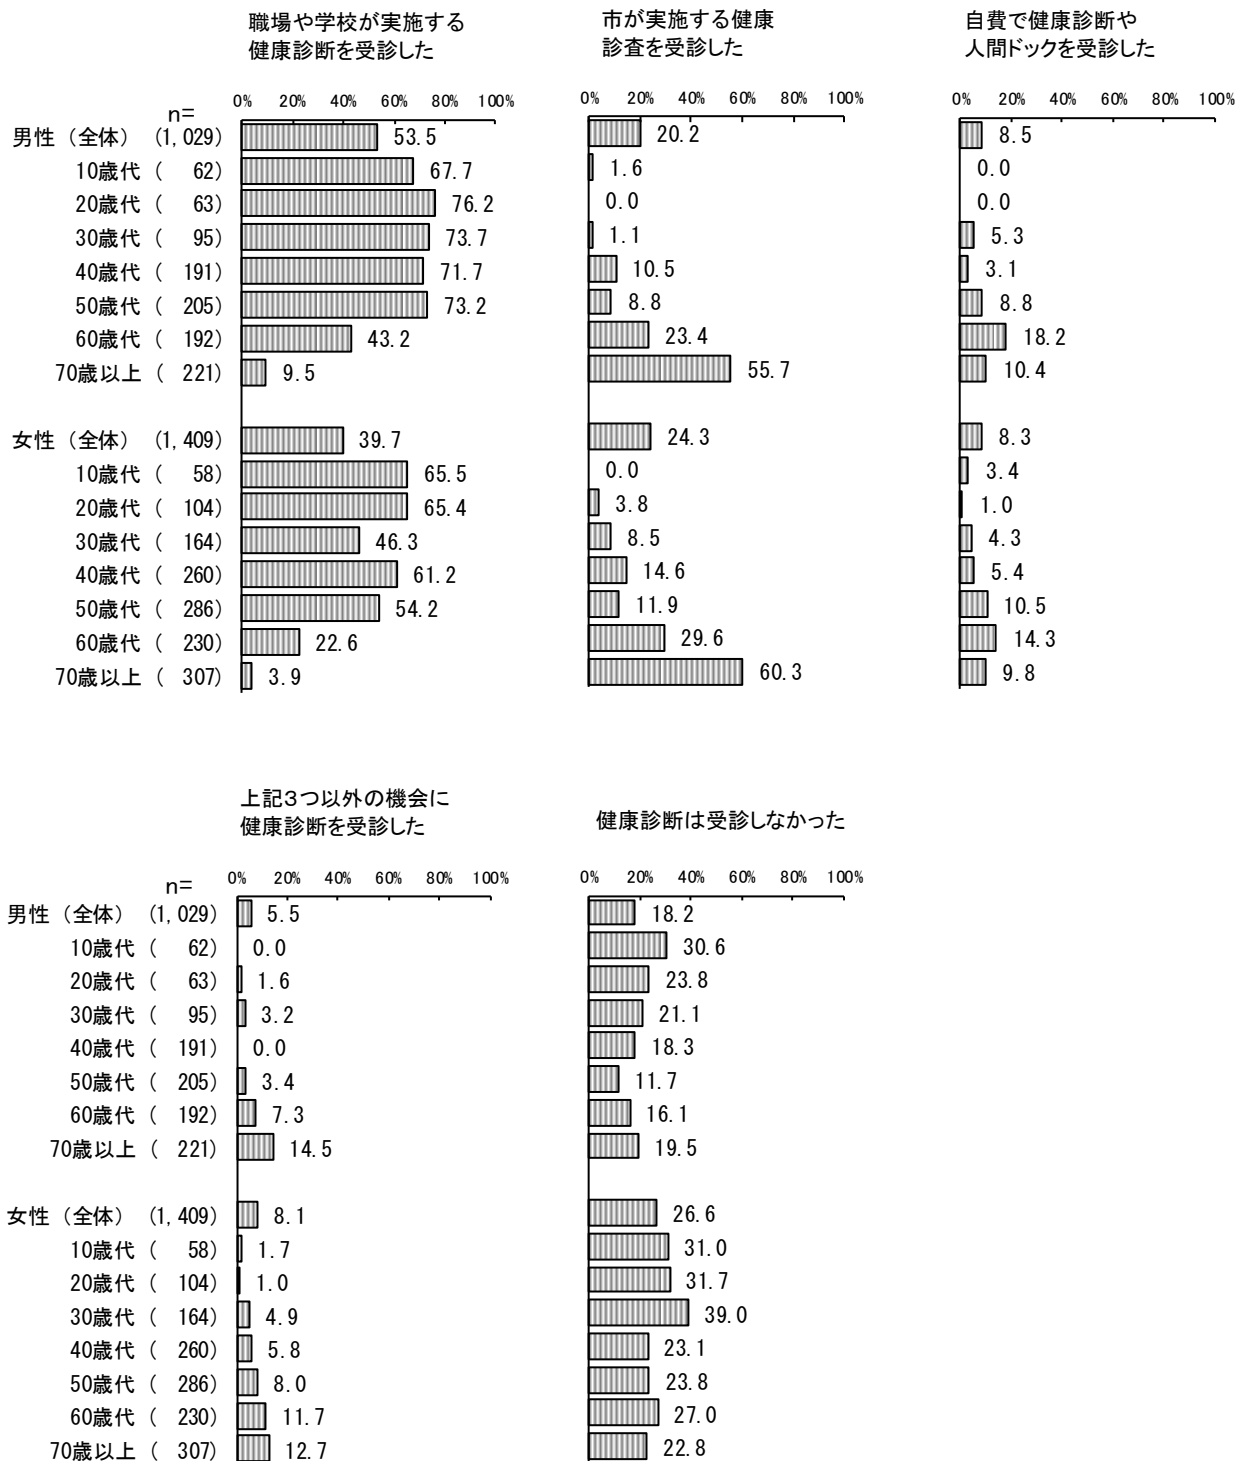 職場や学校が実施する
健康診断を受診した
市が実施する健康
診査を受診した
自費で健康診断や
人間ドックを受診した
n=
0% 20% 40% 60% 80% 100%
0% 20% 40% 60% 80% 100%
0% 20% 40% 60% 80% 100%
男性（全体） (1,029) 53.5 20.2 8.5
10歳代 ( 62) 67.7 1.6 0.0
20歳代 ( 63) 76.2 0.0 0.0
30歳代 ( 95) 73.7 1.1 5.3
40歳代 ( 191) 71.7 10.5 3.1
50歳代 ( 205) 73.2 8.8 8.8
60歳代 ( 192) 43.2 23.4 18.2
70歳以上 ( 221) 9.5 55.7 10.4
女性（全体） (1,409) 39.7 24.3 8.3
10歳代 ( 58) 65.5 0.0 3.4
20歳代 ( 104) 65.4 3.8 1.0
30歳代 ( 164) 46.3 8.5 4.3
40歳代 ( 260) 61.2 14.6 5.4
50歳代 ( 286) 54.2 11.9 10.5
60歳代 ( 230) 22.6 29.6 14.3
70歳以上 ( 307) 3.9 60.3 9.8
上記３つ以外の機会に
健康診断を受診した
健康診断は受診しなかった
n=
0% 20% 40% 60% 80% 100%
0% 20% 40% 60% 80% 100%
男性（全体） (1,029) 5.5 18.2
10歳代 ( 62) 0.0 30.6
20歳代 ( 63) 1.6 23.8
30歳代 ( 95) 3.2 21.1
40歳代 ( 191) 0.0 18.3
50歳代 ( 205) 3.4 11.7
60歳代 ( 192) 7.3 16.1
70歳以上 ( 221) 14.5 19.5
女性（全体） (1,409) 8.1 26.6
10歳代 ( 58) 1.7 31.0
20歳代 ( 104) 1.0 31.7
30歳代 ( 164) 4.9 39.0
40歳代 ( 260) 5.8 23.1
50歳代 ( 286) 8.0 23.8
60歳代 ( 230) 11.7 27.0
70歳以上 ( 307) 12.7 22.8